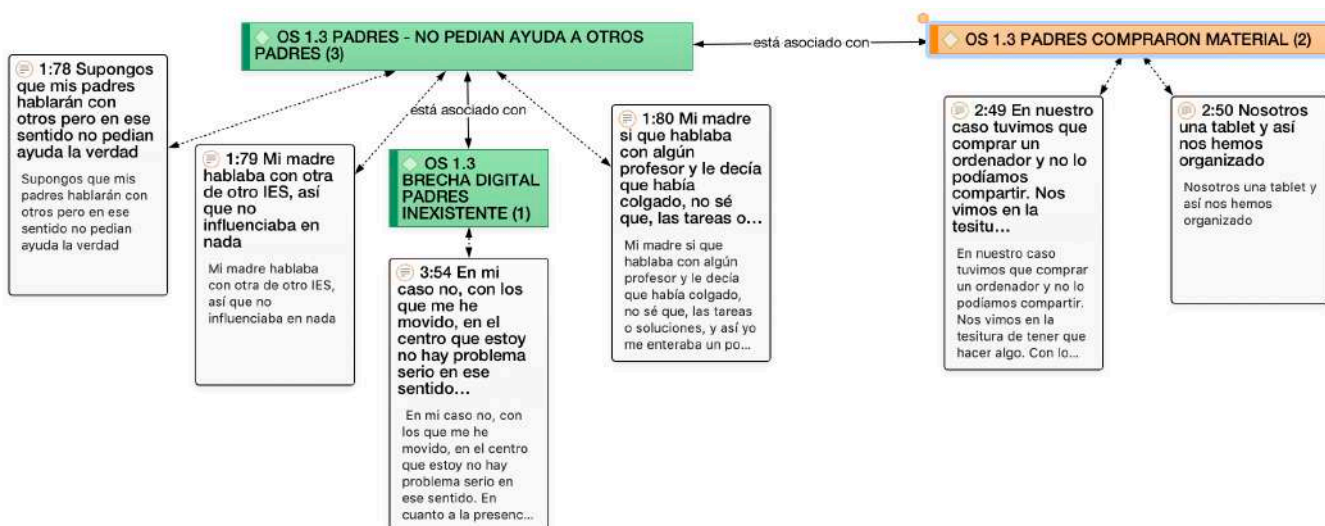 OS 1.3 PADRES - NO PEDIAN AYUDA A OTROS
PADRES (3)
está asociado con
OS 1.3 PADRES COMPRARON MATERIAL (2)
1:78 Supongos
que mis padres
hablarán con
otros pero en ese
sentido no pedian
ayuda la verdad
Supongos que mis
padres hablarán con
otros pero en ese
sentido no pedian
ayuda la verdad
1:79 Mi madre
hablaba con otra
de otro IES, así
que no
influenciaba en
nada
Mi madre hablaba
con otra de otro IES,
así que no
influenciaba en nada
está asociado con
OS 1.3
BRECHA DIGITAL
PADRES
INEXISTENTE (1)
3:54 En mi
caso no, con los
que me he
movido, en el
centro que estoy
no hay problema
serio en ese
sentido...
En mi caso no, con
los que me he
movido, en el centro
que estoy no hay
problema serio en
ese sentido. En
cuanto a la presenc...
1:80 Mi madre
si que hablaba
con algún
profesor y le decía
que había
colgado, no sé
que, las tareas o...
Mi madre si que
hablaba con algún
profesor y le decía
que había colgado,
no sé que, las tareas
o soluciones, y así yo
me enteraba un po...
2:49 En nuestro
caso tuvimos que
comprar un
ordenador y no lo
podíamos
compartir. Nos
vimos en la
tesitu...
En nuestro caso
tuvimos que comprar
un ordenador y no lo
podíamos compartir.
Nos vimos en la
tesitura de tener que
hacer algo. Con lo...
2:50 Nosotros
una tablet y así
nos hemos
organizado
Nosotros una tablet y
así nos hemos
organizado